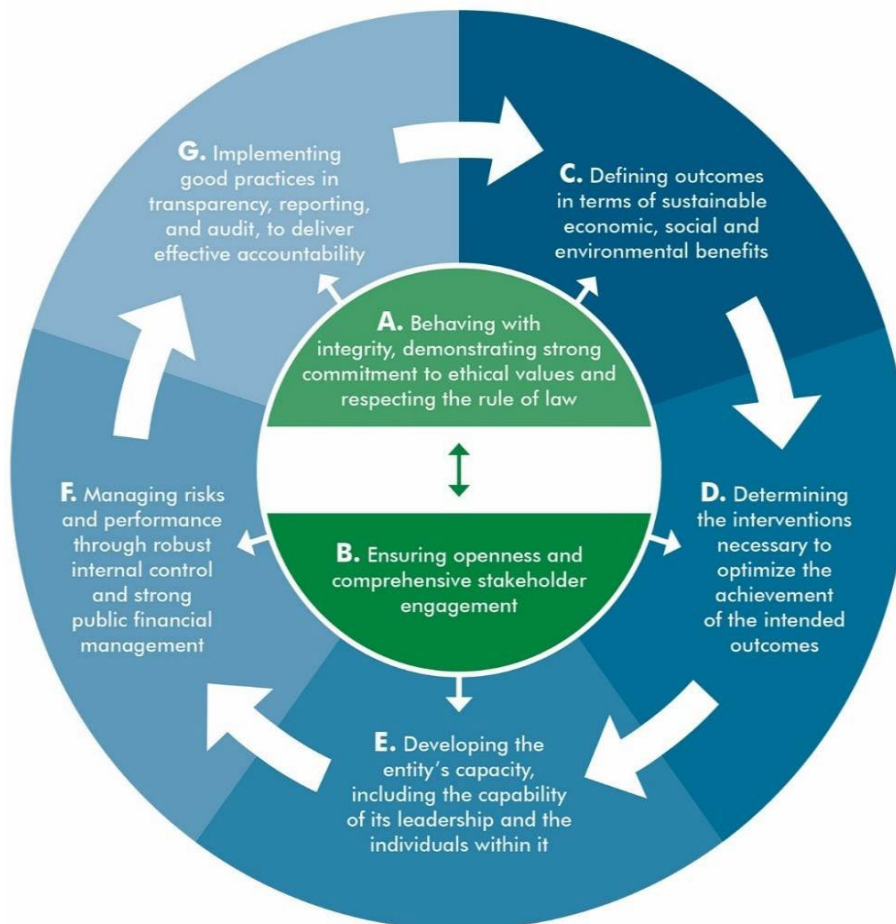 G. Implementing
good practices in
transparency, reporting,
and audit, to deliver
effective accountability
C. Defining outcomes
in terms of sustainable
economic, social and
environmental benefits
A. Behaving with
integrity, demonstrating strong
commitment to ethical values and
respecting the rule of law
F. Managing risks
and performance
through robust
internal control
and strong
public financial
management
B. Ensuring openness and
comprehensive stakeholder
engagement
D. Determining
the interventions
necessary to
optimize the
achievement
of the intended
outcomes
E. Developing the
entity’s capacity,
including the capability
of its leadership and the
individuals within it